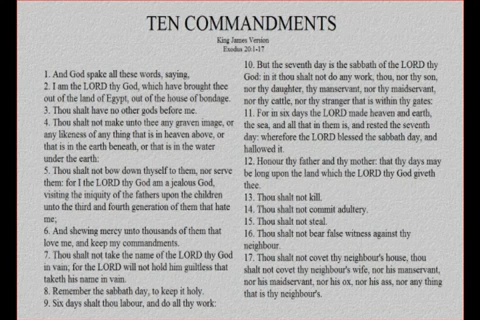 TEN COMMANDMENTS
King James Version
Exodus 20:1-17
1. And God spake all these words, saying,
2. I am the LORD thy God, which have brought thee
out of the land of Egypt, out of the house of bondage.
3. Thou shalt have no other gods before me.
4. Thou shalt not make unto thee any graven image, or
any likeness of any thing that is in heaven above, or
that is in the earth beneath, or that is in the water
under the earth:
5. Thou shalt not bow down thyself to them, nor serve
them: for I the LORD thy God am a jealous God,
visiting the iniquity of the fathers upon the children
unto the third and fourth generation of them that hate
me;
6. And shewing mercy unto thousands of them that
love me, and keep my commandments.
7. Thou shalt not take the name of the LORD thy God
in vain; for the LORD will not hold him guiltless that
taketh his name in vain.
8. Remember the sabbath day, to keep it holy.
9. Six days shalt thou labour, and do all thy work:
10. But the seventh day is the sabbath of the LORD thy
God: in it thou shalt not do any work, thou, nor thy son,
nor thy daughter, thy manservant, nor thy maidservant,
nor thy cattle, nor thy stranger that is within thy gates:
11. For in six days the LORD made heaven and earth,
the sea, and all that in them is, and rested the seventh
day: wherefore the LORD blessed the sabbath day, and
hallowed it.
12. Honour thy father and thy mother: that thy days may
be long upon the land which the LORD thy God giveth
thee.
13. Thou shalt not kill.
14. Thou shalt not commit adultery.
15. Thou shalt not steal.
16. Thou shalt not bear false witness against thy
neighbour.
17. Thou shalt not covet thy neighbour's house, thou
shalt not covet thy neighbour's wife, nor his manservant,
nor his maidservant, nor his ox, nor his ass, nor any thing
that is thy neighbour's.